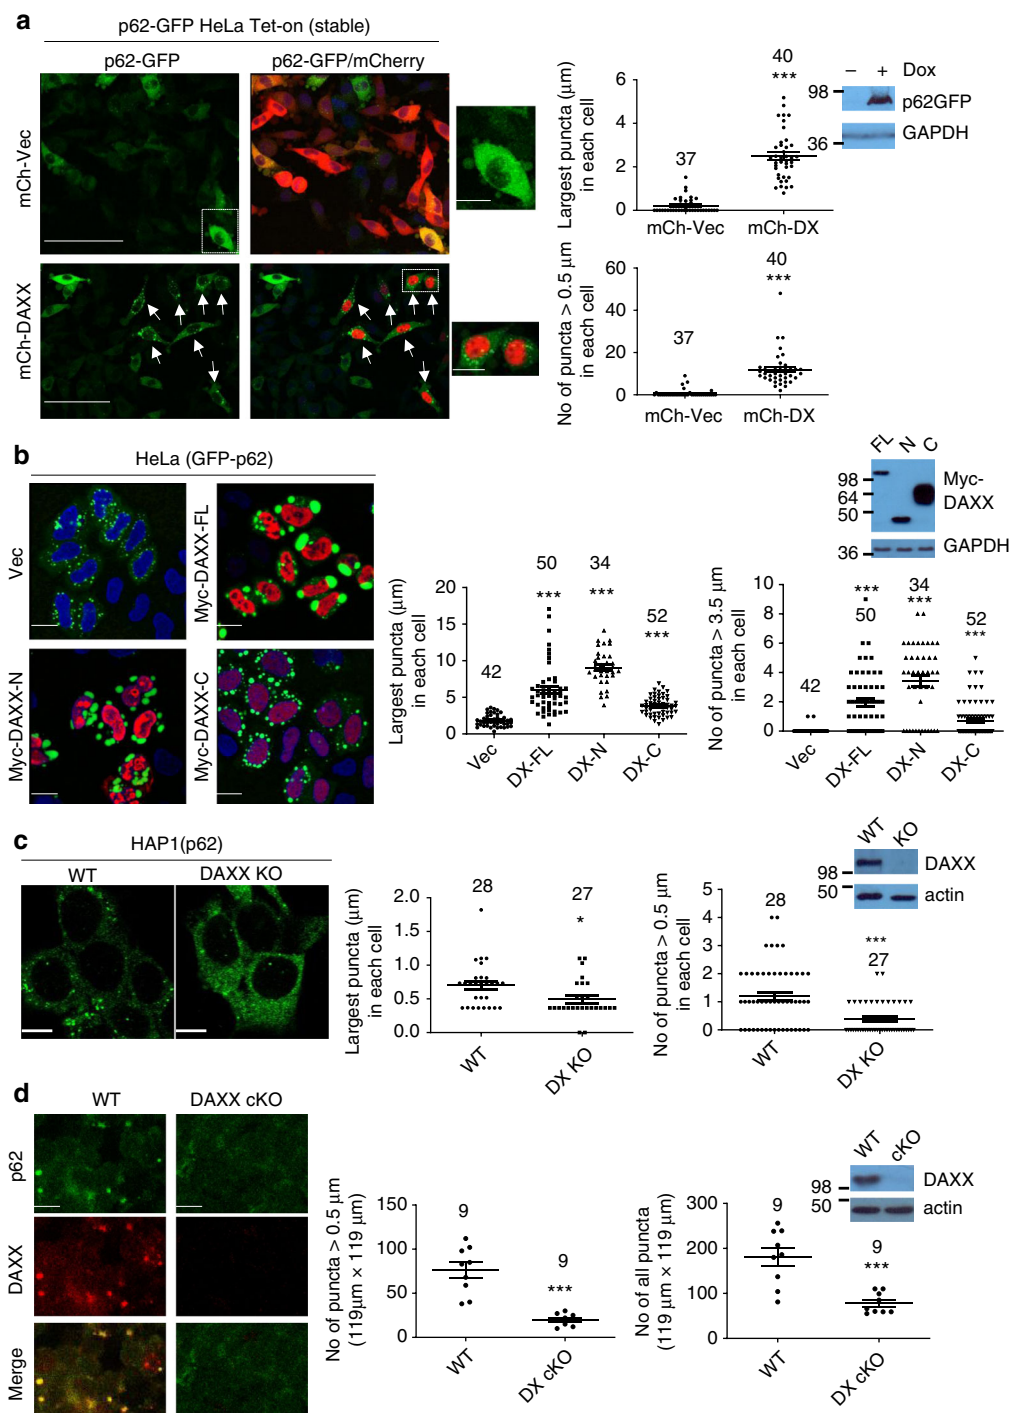 a
p62-GFP HeLa Tet-on (stable)
p62-GFP
p62-GFP/mCherry
mCh-Vec
mCh-DAXX
Largest puncta (μm)
in each cell
6
4
2
0
37
40
***
mCh-Vec
mCh-DX
– + Dox
98
36
p62GFP
GAPDH
No of puncta > 0.5 μm
in each cell
60
40
20
0
37
40
***
mCh-Vec
mCh-DX
b
HeLa (GFP-p62)
Vec
Myc-DAXX-FL
Myc-DAXX-N
Myc-DAXX-C
Largest puncta (μm)
in each cell
20
15
10
5
0
42
50
***
34
***
52
***
Vec
DX-FL
DX-N
DX-C
FL N C
98
64
50
36
Myc-
DAXX
GAPDH
No of puncta > 3.5 μm
in each cell
10
8
6
4
2
0
42
***
50
34
***
52
***
Vec
DX-FL
DX-N
DX-C
c
HAP1(p62)
WT
DAXX KO
Largest puncta (μm)
in each cell
2.0
1.5
1.0
0.5
0.0
28
27
*
WT
DX KO
No of puncta > 0.5 μm
in each cell
5
4
3
2
1
0
28
***
27
WT
DX KO
WT KO
98
50
DAXX
actin
d
WT
DAXX cKO
p62
DAXX
Merge
No of puncta > 0.5 μm
(119μm × 119 μm)
150
100
50
0
9
9
***
WT
DX cKO
No of all puncta
(119 μm × 119 μm)
300
200
100
0
9
9
***
WT
DX cKO
WT cKO
98
50
DAXX
actin